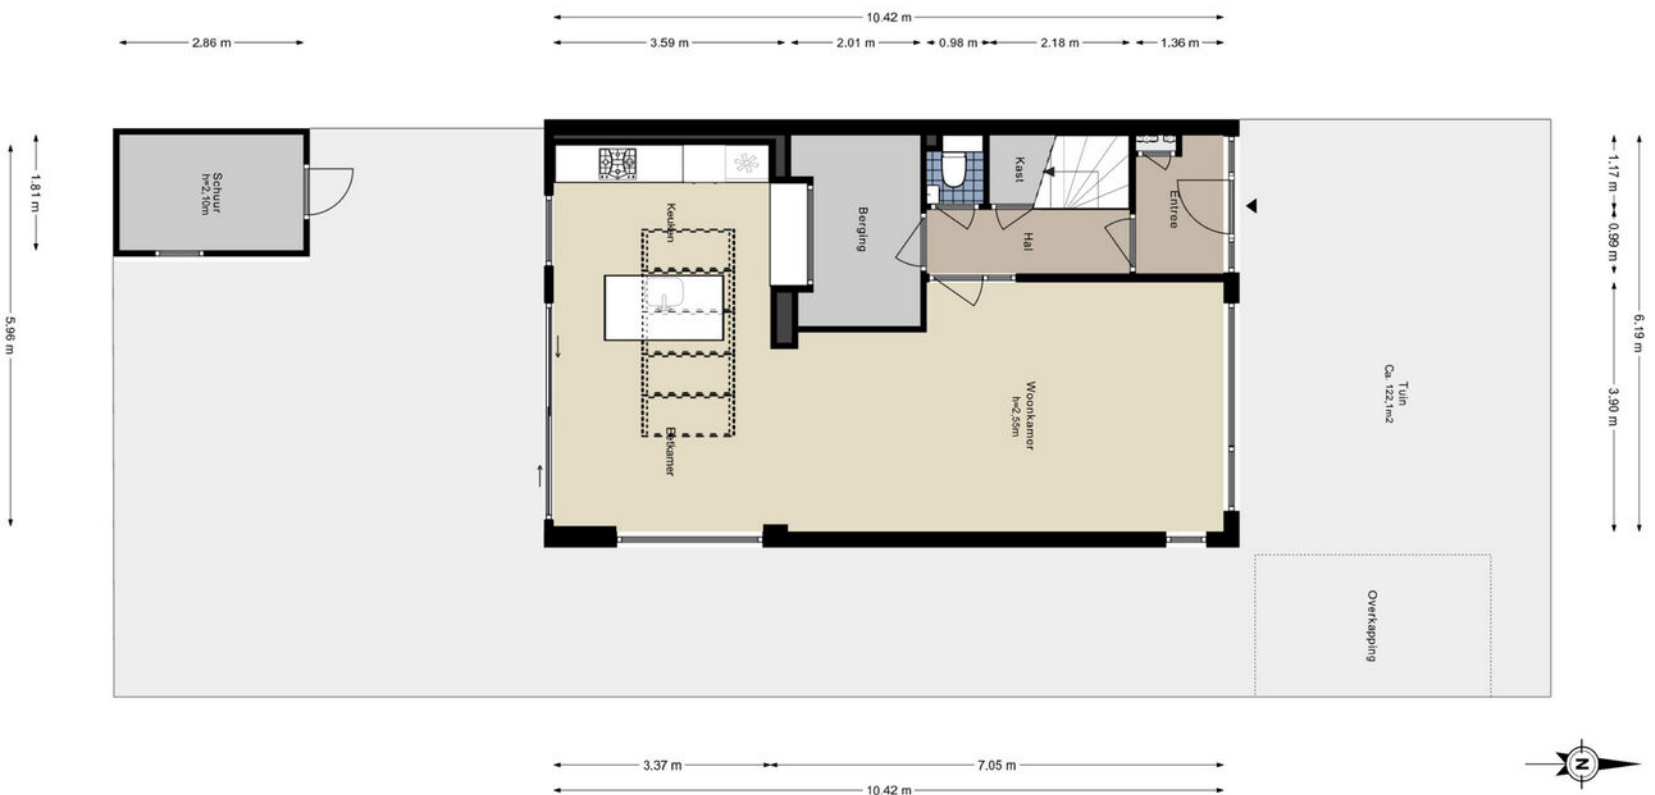 10.42 m
2.86 m
3.59 m
2.01 m
0.98 m
2.18 m
1.36 m
1.81 m
5.96 m
Schuur
h=2,10m
Keuken
Eetkamer
Berging
Kast
Hal
Entree
Woonkamer
h=2,55m
Tuin
Ca. 122,1m2
Overkapping
1.17 m
0.99 m
3.90 m
6.19 m
3.37 m
7.05 m
10.42 m
N